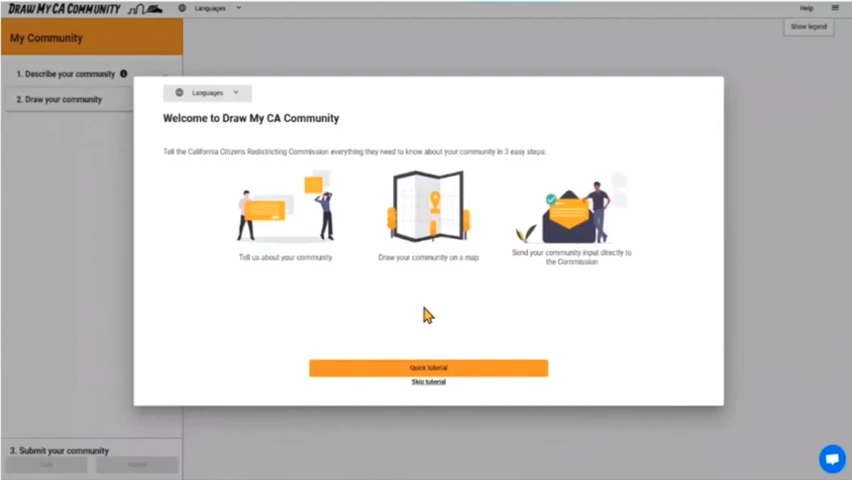 DRAW MY CA COMMUNITY
Languages
Help
Show legend
My Community
1. Describe your community
2. Draw your community
Languages
Welcome to Draw My CA Community
Tell the California Citizens Redistricting Commission everything they need to know about your community in 3 easy steps:
Tell us about your community
Draw your community on a map
Send your community input directly to
the Commission
Quick tutorial
Skip tutorial
3. Submit your community